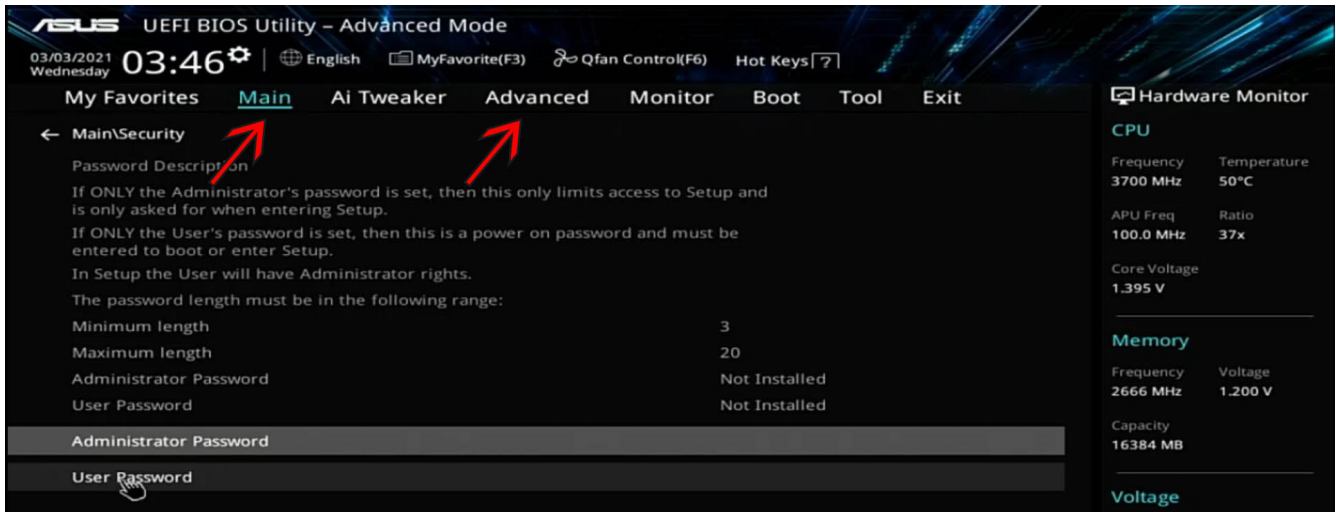 ASUS UEFI BIOS Utility – Advanced Mode
03/03/2021
Wednesday
03:46
English
MyFavorite(F3)
Qfan Control(F6)
Hot Keys ?
My Favorites Main Ai Tweaker Advanced Monitor Boot Tool Exit
Main\Security
Password Description
If ONLY the Administrator's password is set, then this only limits access to Setup and
is only asked for when entering Setup.
If ONLY the User's password is set, then this is a power on password and must be
entered to boot or enter Setup.
In Setup the User will have Administrator rights.
The password length must be in the following range:
Minimum length 3
Maximum length 20
Administrator Password Not Installed
User Password Not Installed
Administrator Password
User Password
Hardware Monitor
CPU
Frequency Temperature
3700 MHz 50°C
APU Freq Ratio
100.0 MHz 37x
Core Voltage
1.395 V
Memory
Frequency Voltage
2666 MHz 1.200 V
Capacity
16384 MB
Voltage